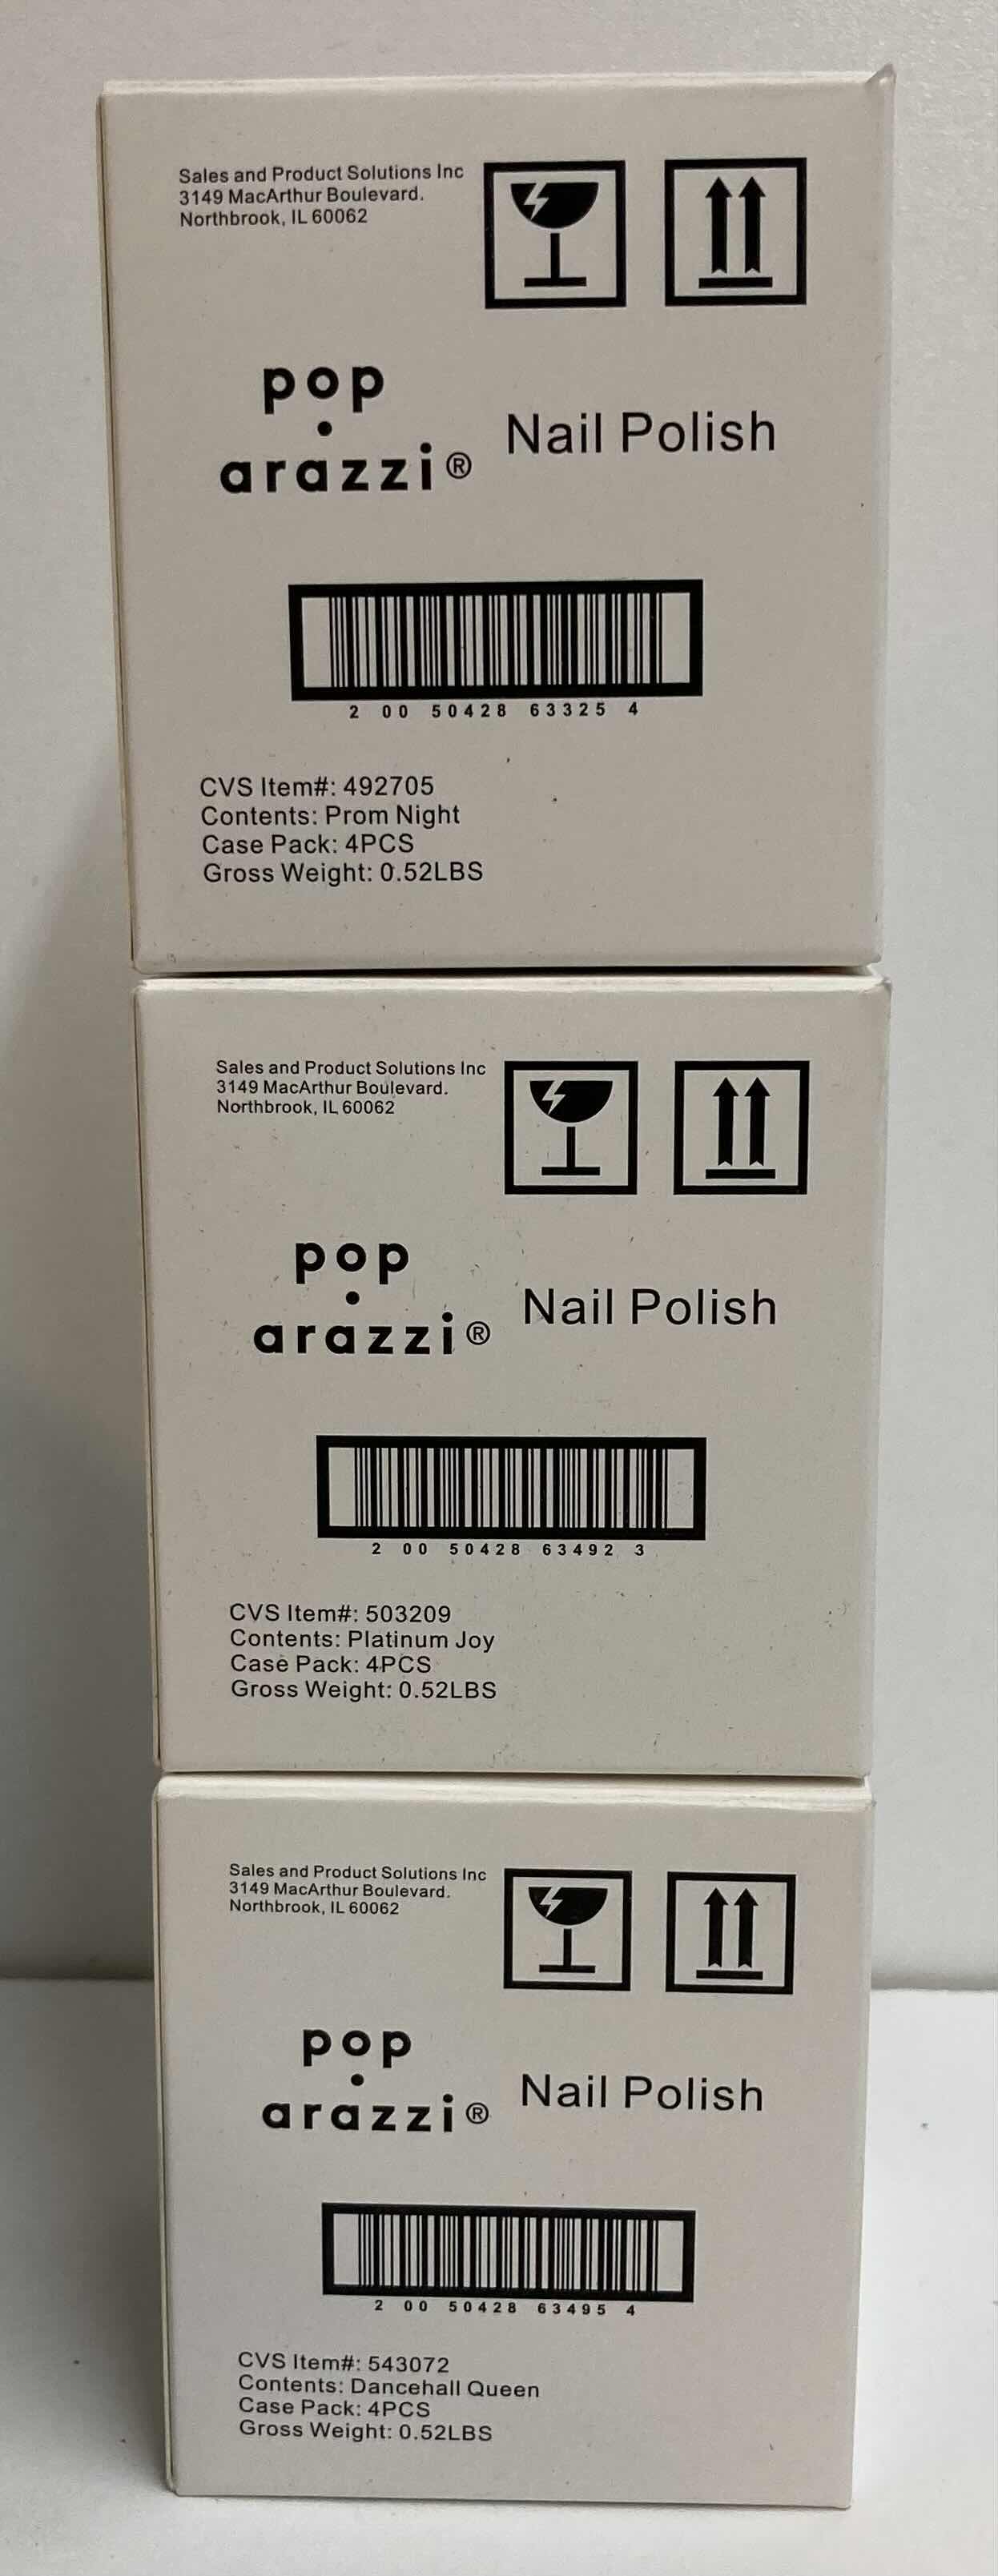 Sales and Product Solutions Inc
3149 MacArthur Boulevard.
Northbrook, IL 60062
pop
arazzi®
Nail Polish
2 00 50428 63325 4
CVS Item#: 492705
Contents: Prom Night
Case Pack: 4PCS
Gross Weight: 0.52LBS
Sales and Product Solutions Inc
3149 MacArthur Boulevard.
Northbrook, IL 60062
pop
arazzi®
Nail Polish
2 00 50428 63492 3
CVS Item#: 503209
Contents: Platinum Joy
Case Pack: 4PCS
Gross Weight: 0.52LBS
Sales and Product Solutions Inc
3149 MacArthur Boulevard.
Northbrook, IL 60062
pop
arazzi®
Nail Polish
2 00 50428 63495 4
CVS Item#: 543072
Contents: Dancehall Queen
Case Pack: 4PCS
Gross Weight: 0.52LBS